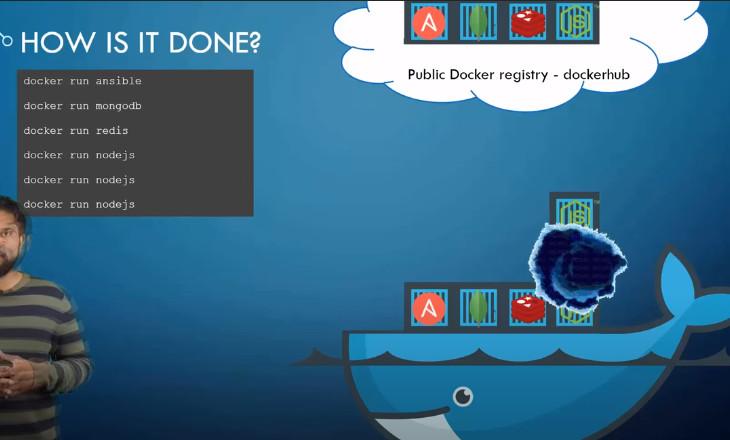 HOW IS IT DONE?
docker run ansible
docker run mongodb
docker run redis
docker run nodejs
docker run nodejs
docker run nodejs
Public Docker registry - dockerhub